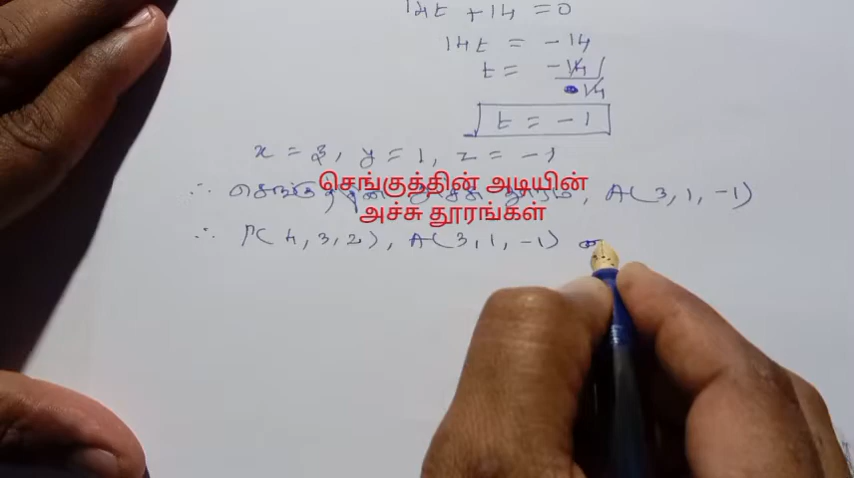 14t + 14 = 0
14t = -14
t = -14/14
t = -1
x = 3, y = 1, z = -1
∴ செங்குத்தின்
செங்குத்தின் அடியின்
அச்சு தூரங்கள்
, A(3, 1, -1)
∴ P(4, 3, 2), A(3, 1, -1)